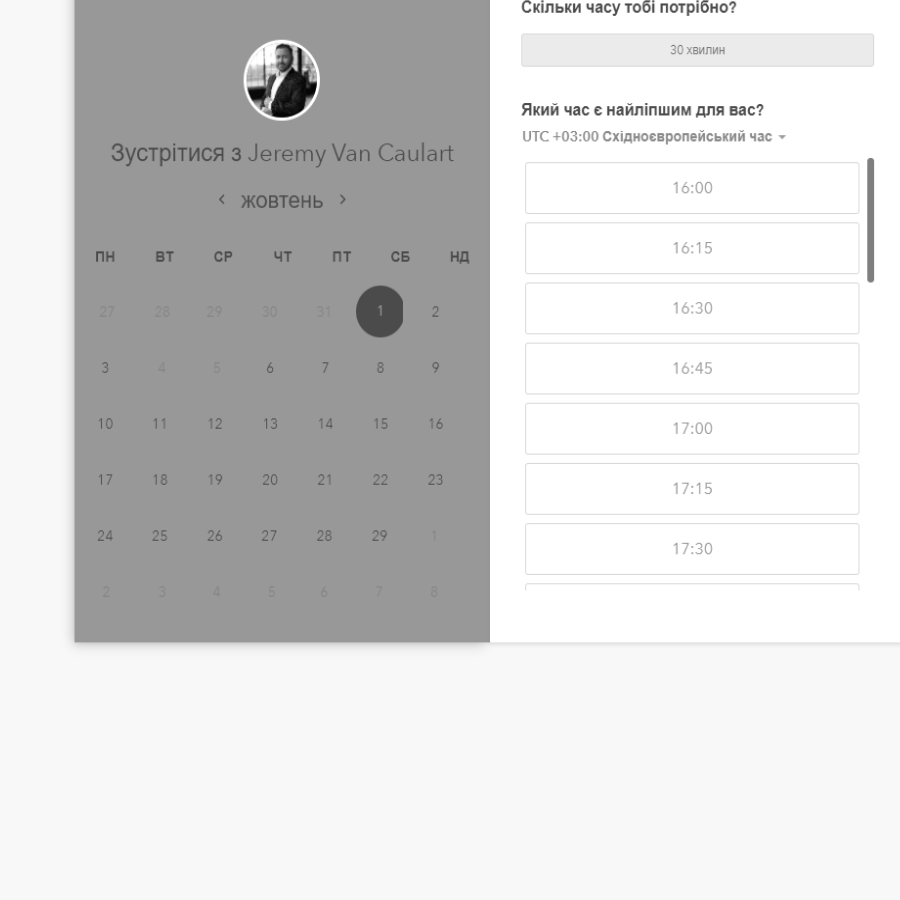 Зустрітися з Jeremy Van Caulart
жовтень
ПН ВТ СР ЧТ ПТ СБ НД
27 28 29 30 31 1 2
3 4 5 6 7 8 9
10 11 12 13 14 15 16
17 18 19 20 21 22 23
24 25 26 27 28 29 1
2 3 4 5 6 7 8
Скільки часу тобі потрібно?
30 хвилин
Який час є найліпшим для вас?
UTC +03:00 Східноєвропейський час
16:00
16:15
16:30
16:45
17:00
17:15
17:30